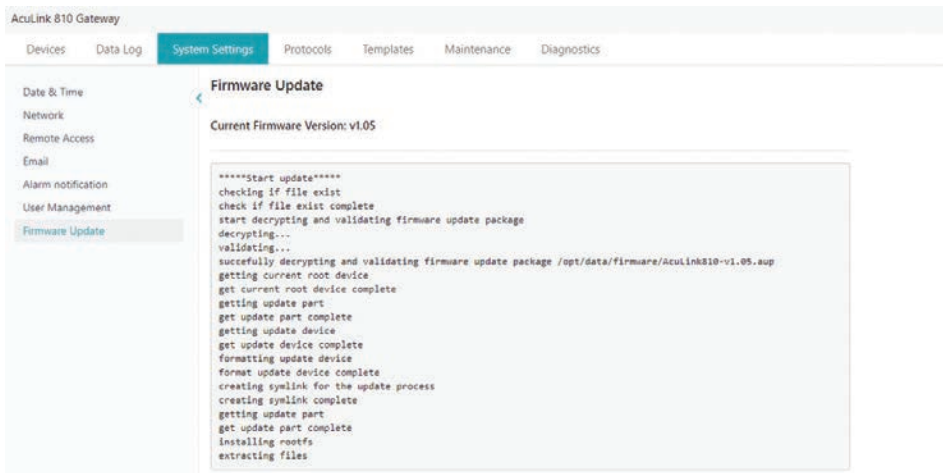 AcuLink 810 Gateway
Devices Data Log System Settings Protocols Templates Maintenance Diagnostics
Date & Time
Network
Remote Access
Email
Alarm notification
User Management
Firmware Update
Firmware Update
Current Firmware Version: v1.05
*****Start update*****
checking if file exist
check if file exist complete
start decrypting and validating firmware update package
decrypting...
validating...
succefully decrypting and validating firmware update package /opt/data/firmware/AcuLink810-v1.05.aup
getting current root device
get current root device complete
getting update part
get update part complete
getting update device
get update device complete
formatting update device
format update device complete
creating symlink for the update process
creating symlink complete
getting update part
get update part complete
installing rootfs
extracting files